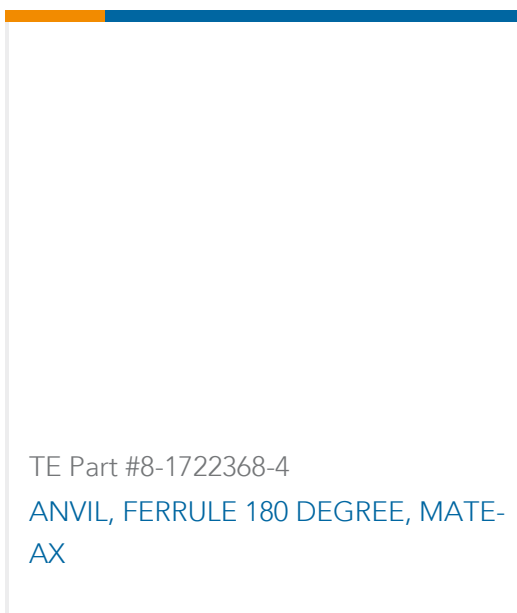 TE Part #8-1722368-4
ANVIL, FERRULE 180 DEGREE, MATE-
AX